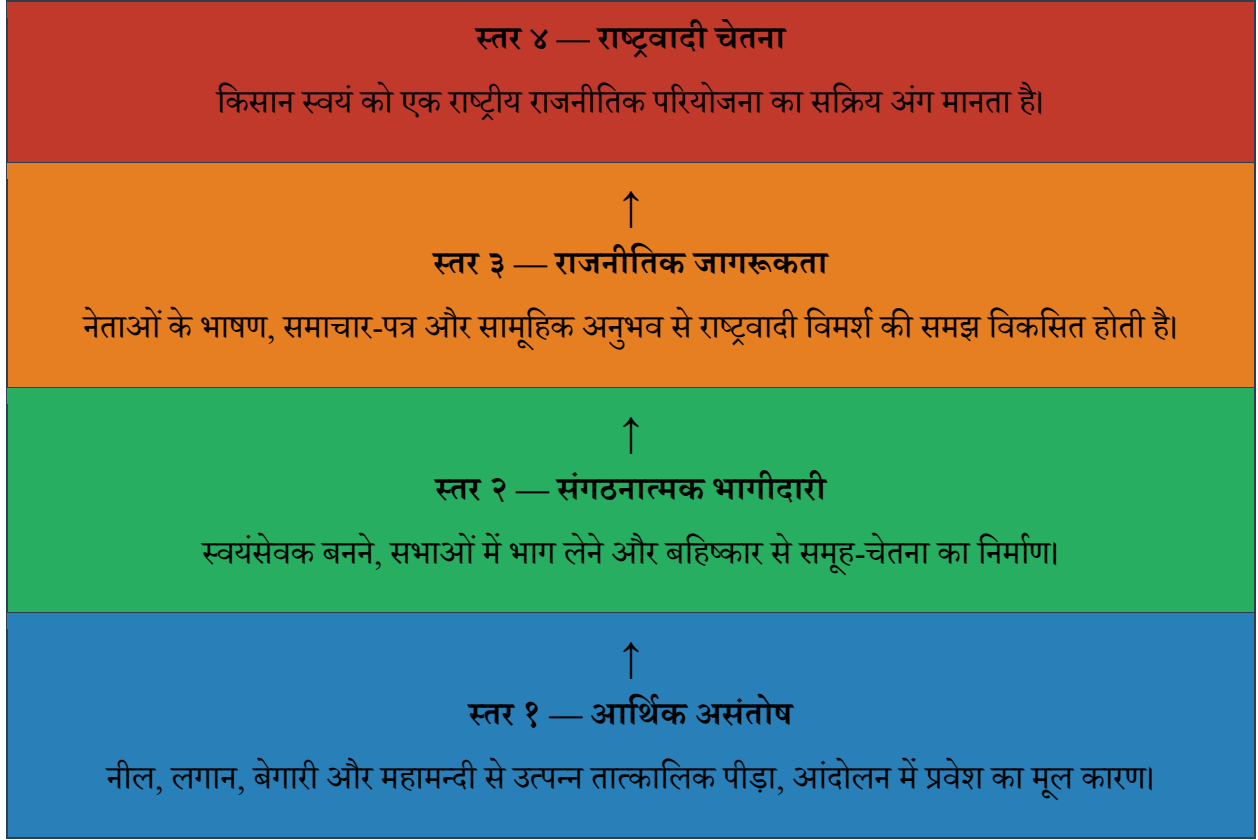 स्तर ४ — राष्ट्रवादी चेतना
किसान स्वयं को एक राष्ट्रीय राजनीतिक परियोजना का सक्रिय अंग मानता है।
↑
स्तर ३ — राजनीतिक जागरूकता
नेताओं के भाषण, समाचार-पत्र और सामूहिक अनुभव से राष्ट्रवादी विमर्श की समझ विकसित होती है।
↑
स्तर २ — संगठनात्मक भागीदारी
स्वयंसेवक बनने, सभाओं में भाग लेने और बहिष्कार से समूह-चेतना का निर्माण।
↑
स्तर १ — आर्थिक असंतोष
नील, लगान, बेगारी और महामन्दी से उत्पन्न तात्कालिक पीड़ा, आंदोलन में प्रवेश का मूल कारण।